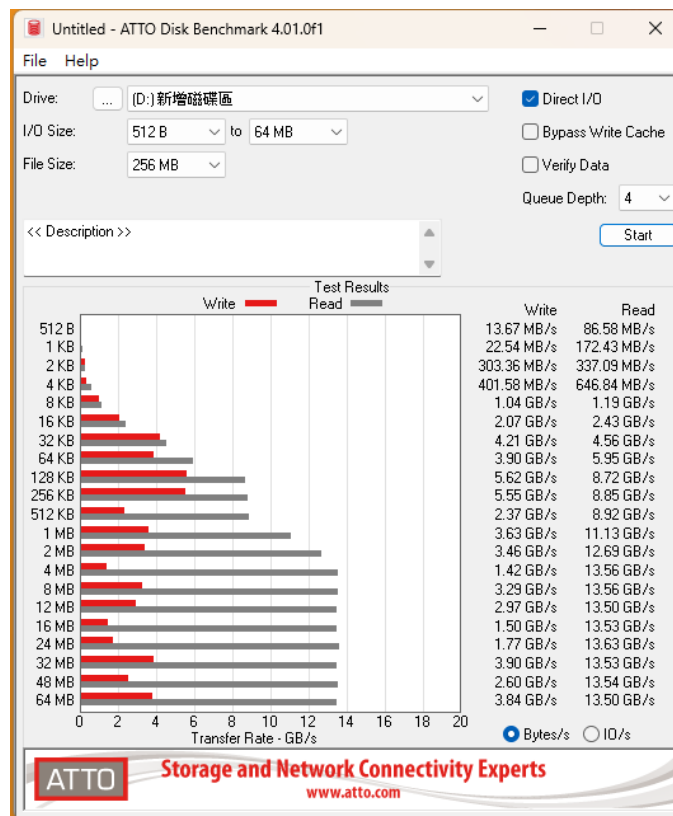 Untitled - ATTO Disk Benchmark 4.01.0f1
File Help
Drive: ... (D:)新增磁碟區 Direct I/O
I/O Size: 512 B to 64 MB Bypass Write Cache
File Size: 256 MB Verify Data
Queue Depth: 4
<< Description >> Start
Test Results
Write Read Write Read
512 B 13.67 MB/s 86.58 MB/s
1 KB 22.54 MB/s 172.43 MB/s
2 KB 303.36 MB/s 337.09 MB/s
4 KB 401.58 MB/s 646.84 MB/s
8 KB 1.04 GB/s 1.19 GB/s
16 KB 2.07 GB/s 2.43 GB/s
32 KB 4.21 GB/s 4.56 GB/s
64 KB 3.90 GB/s 5.95 GB/s
128 KB 5.62 GB/s 8.72 GB/s
256 KB 5.55 GB/s 8.85 GB/s
512 KB 2.37 GB/s 8.92 GB/s
1 MB 3.63 GB/s 11.13 GB/s
2 MB 3.46 GB/s 12.69 GB/s
4 MB 1.42 GB/s 13.56 GB/s
8 MB 3.29 GB/s 13.56 GB/s
12 MB 2.97 GB/s 13.50 GB/s
16 MB 1.50 GB/s 13.53 GB/s
24 MB 1.77 GB/s 13.63 GB/s
32 MB 3.90 GB/s 13.53 GB/s
48 MB 2.60 GB/s 13.54 GB/s
64 MB 3.84 GB/s 13.50 GB/s
0 2 4 6 8 10 12 14 16 18 20
Transfer Rate - GB/s Bytes/s IO/s
ATTO Storage and Network Connectivity Experts
www.atto.com